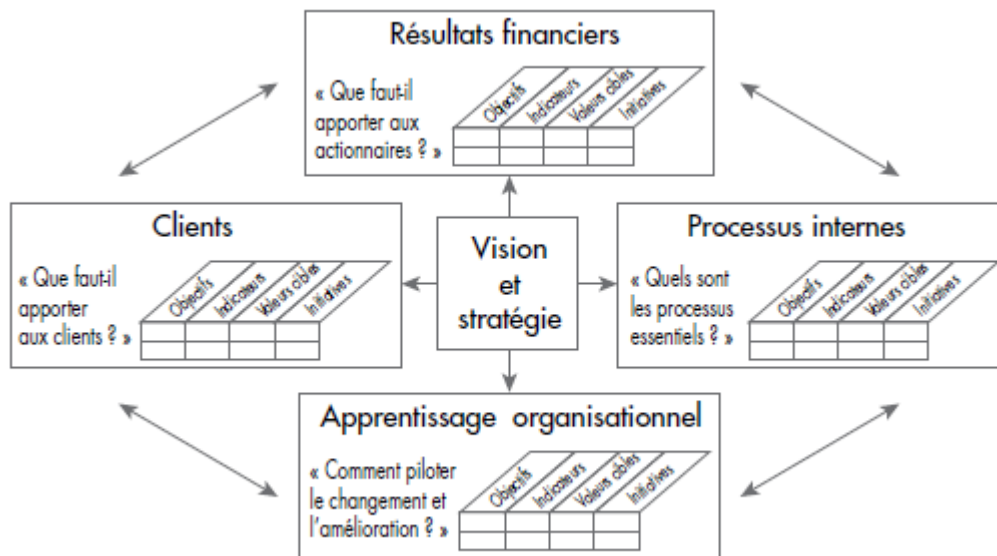 Résultats financiers
« Que faut-il
apporter aux
actionnaires ? »
Objectifs
Indicateurs
Valeurs cibles
Initiatives
Clients
« Que faut-il
apporter
aux clients ? »
Objectifs
Indicateurs
Valeurs cibles
Initiatives
Vision
et
stratégie
Processus internes
« Quels sont
les processus
essentiels ? »
Objectifs
Indicateurs
Valeurs cibles
Initiatives
Apprentissage organisationnel
« Comment piloter
le changement et
l'amélioration ? »
Objectifs
Indicateurs
Valeurs cibles
Initiatives